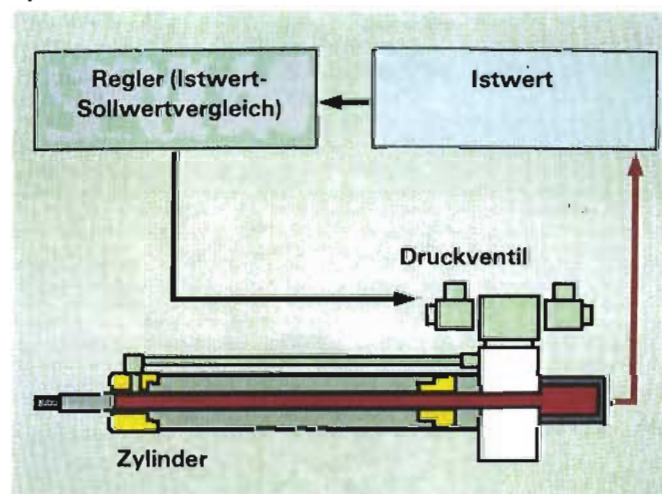 Regler (Istwert-
Sollwertvergleich)
Istwert
Druckventil
Zylinder